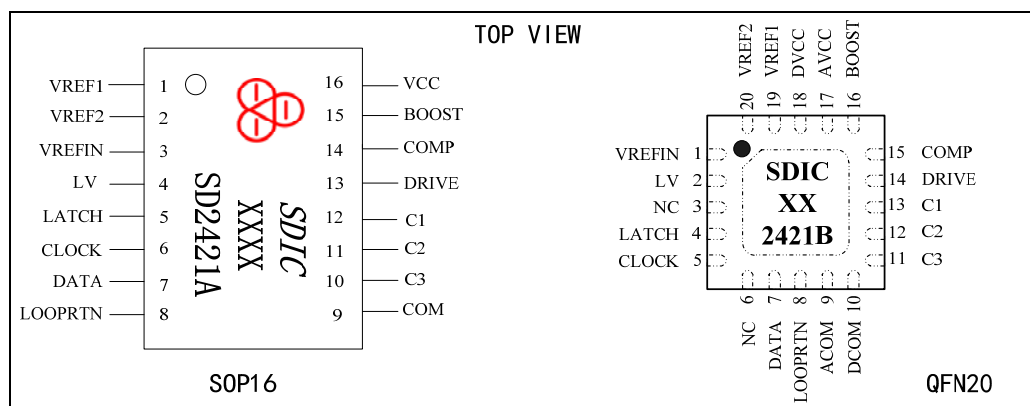 TOP VIEW
VREF1 1
VREF2 2
VREFIN 3
LV 4
LATCH 5
CLOCK 6
DATA 7
LOOPRTN 8
16 VCC
15 BOOST
14 COMP
13 DRIVE
12 C1
11 C2
10 C3
9 COM
SDIC
XXXX
SD2421A
SOP16
VREF2 20
VREF1 19
DVCC 18
AVCC 17
BOOST 16
VREFIN 1
LV 2
NC 3
LATCH 4
CLOCK 5
SDIC
XX
2421B
15 COMP
14 DRIVE
13 C1
12 C2
11 C3
6 NC
7 DATA
8 LOOPRTN
9 ACOM
10 DCOM
QFN20